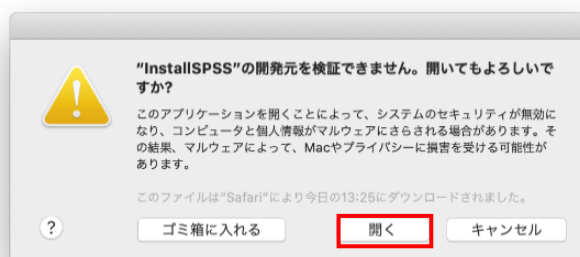 “InstallSPSS”の開発元を検証できません。開いてもよろしいで
すか?
このアプリケーションを開くことによって、システムのセキュリティが無効に
なり、コンピュータと個人情報がマルウェアにさらされる場合があります。そ
の結果、マルウェアによって、Macやプライバシーに損害を受ける可能性が
あります。
このファイルは“Safari”により今日の13:25にダウンロードされました。
? ゴミ箱に入れる 開く キャンセル